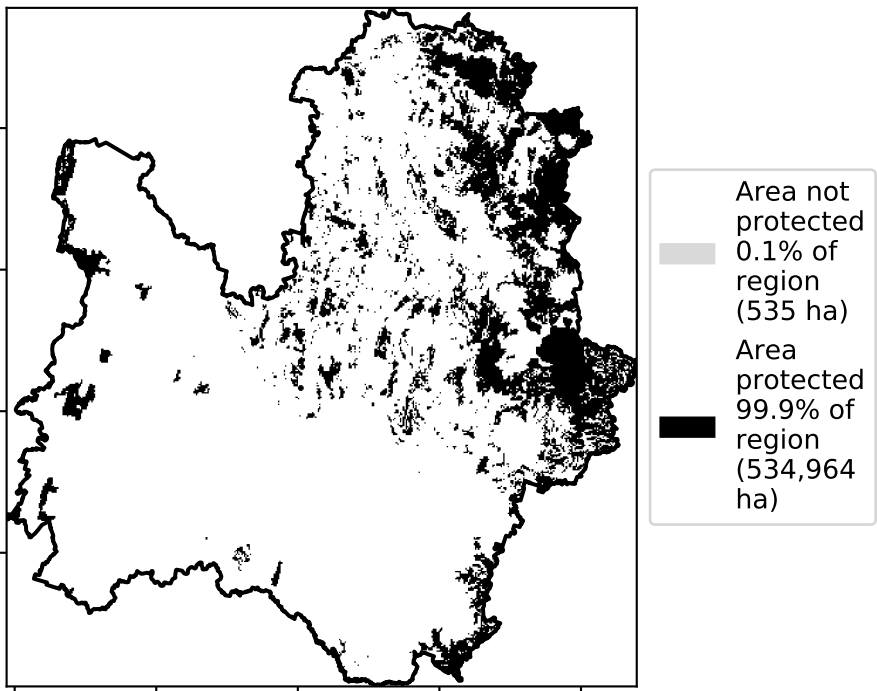 Area not
protected
0.1% of
region
(535 ha)
Area
protected
99.9% of
region
(534,964
ha)